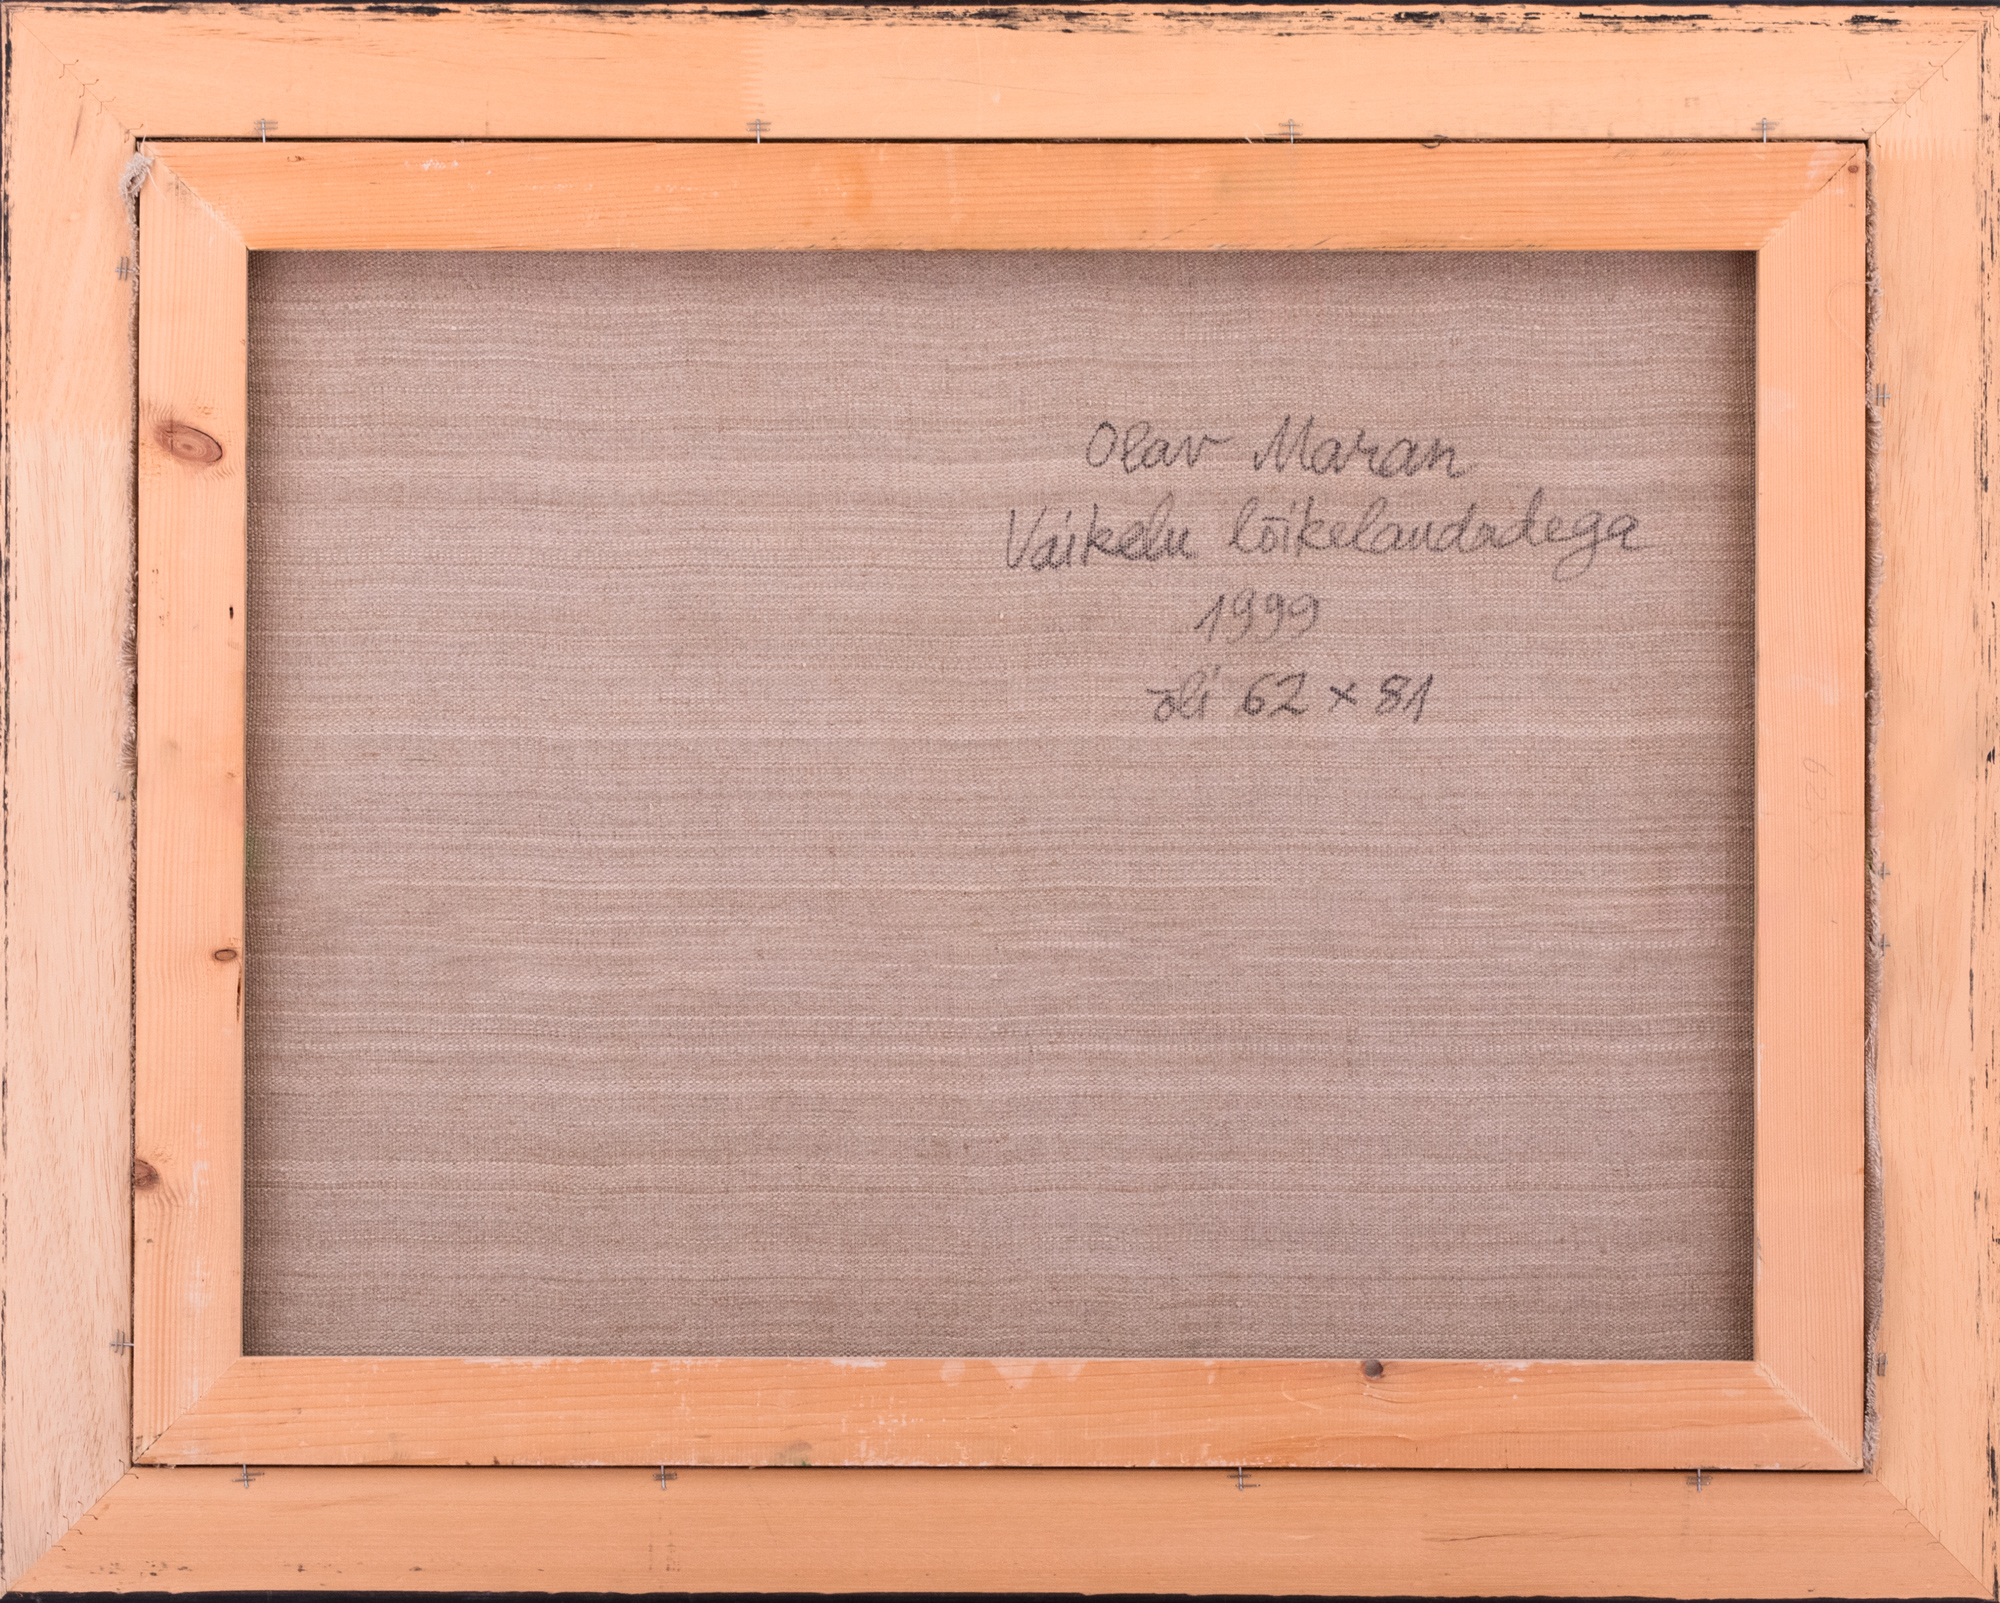 Olav Maran
Vaikelu lõikelaudadega
1999
õli 62 × 81